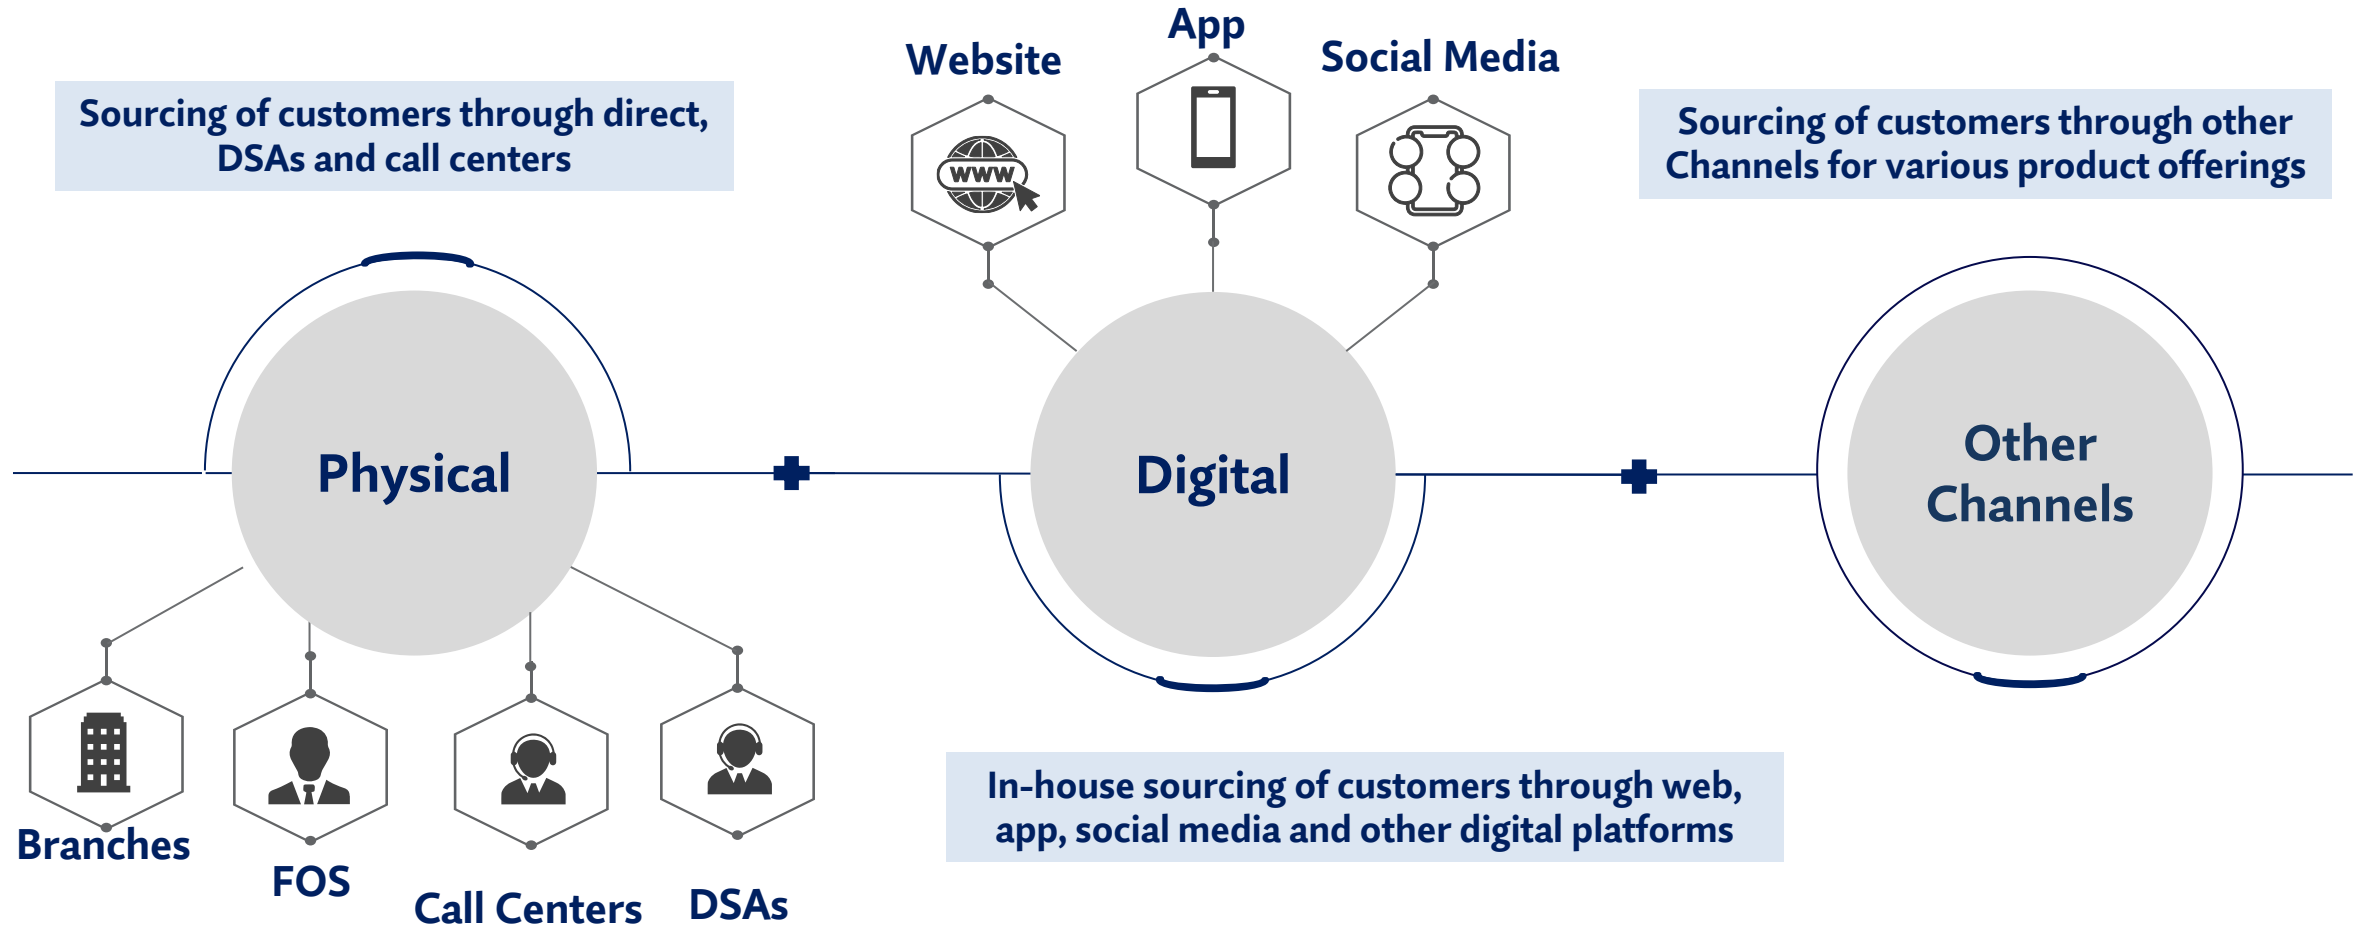 App
Website
Social Media
Sourcing of customers through direct,
DSAs and call centers
Sourcing of customers through other
Channels for various product offerings
www
Physical
Digital
Other
Channels
Branches
FOS
Call Centers
DSAs
In-house sourcing of customers through web,
app, social media and other digital platforms